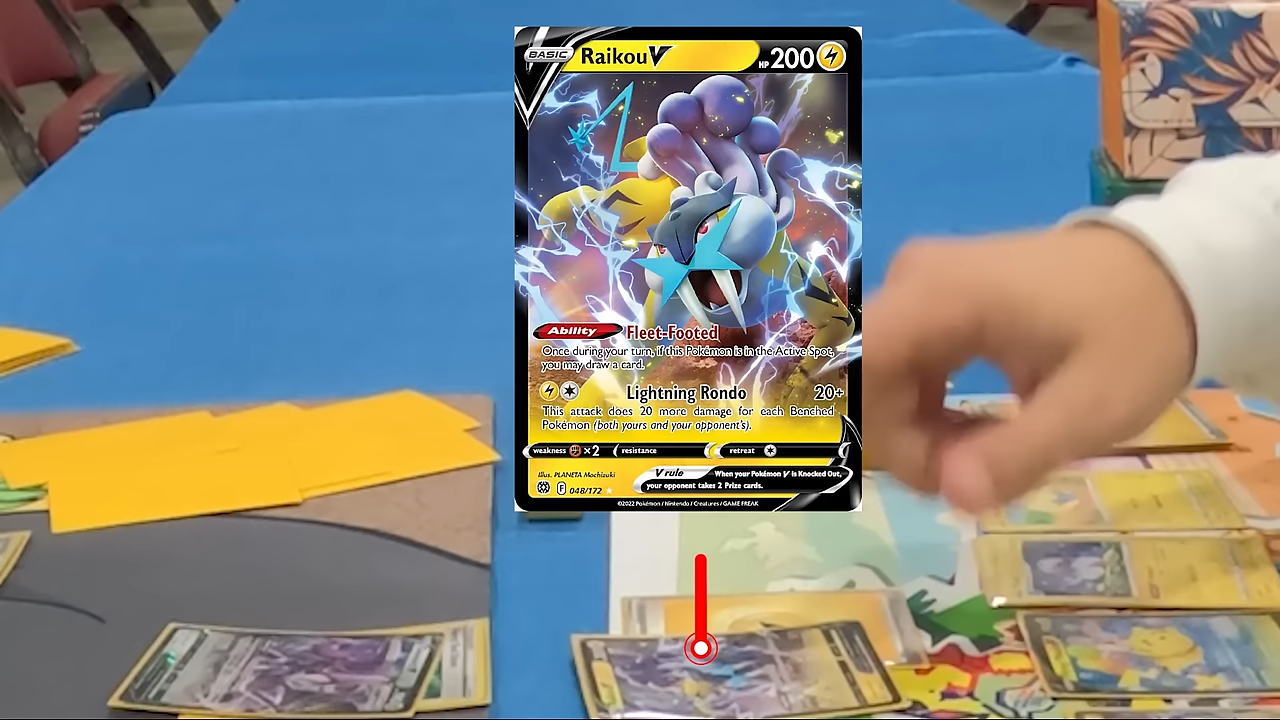 BASIC Raikou V HP 200
Ability Fleet-Footed
Once during your turn, if this Pokémon is in the Active Spot,
you may draw a card.
Lightning Rondo 20+
This attack does 20 more damage for each Benched
Pokémon (both yours and your opponent's).
weakness ×2 resistance retreat
Illus. PLANETA Mochizuki
V rule When your Pokémon V is Knocked Out,
your opponent takes 2 Prize cards.
F 048/172
©2022 Pokémon / Nintendo / Creatures / GAME FREAK